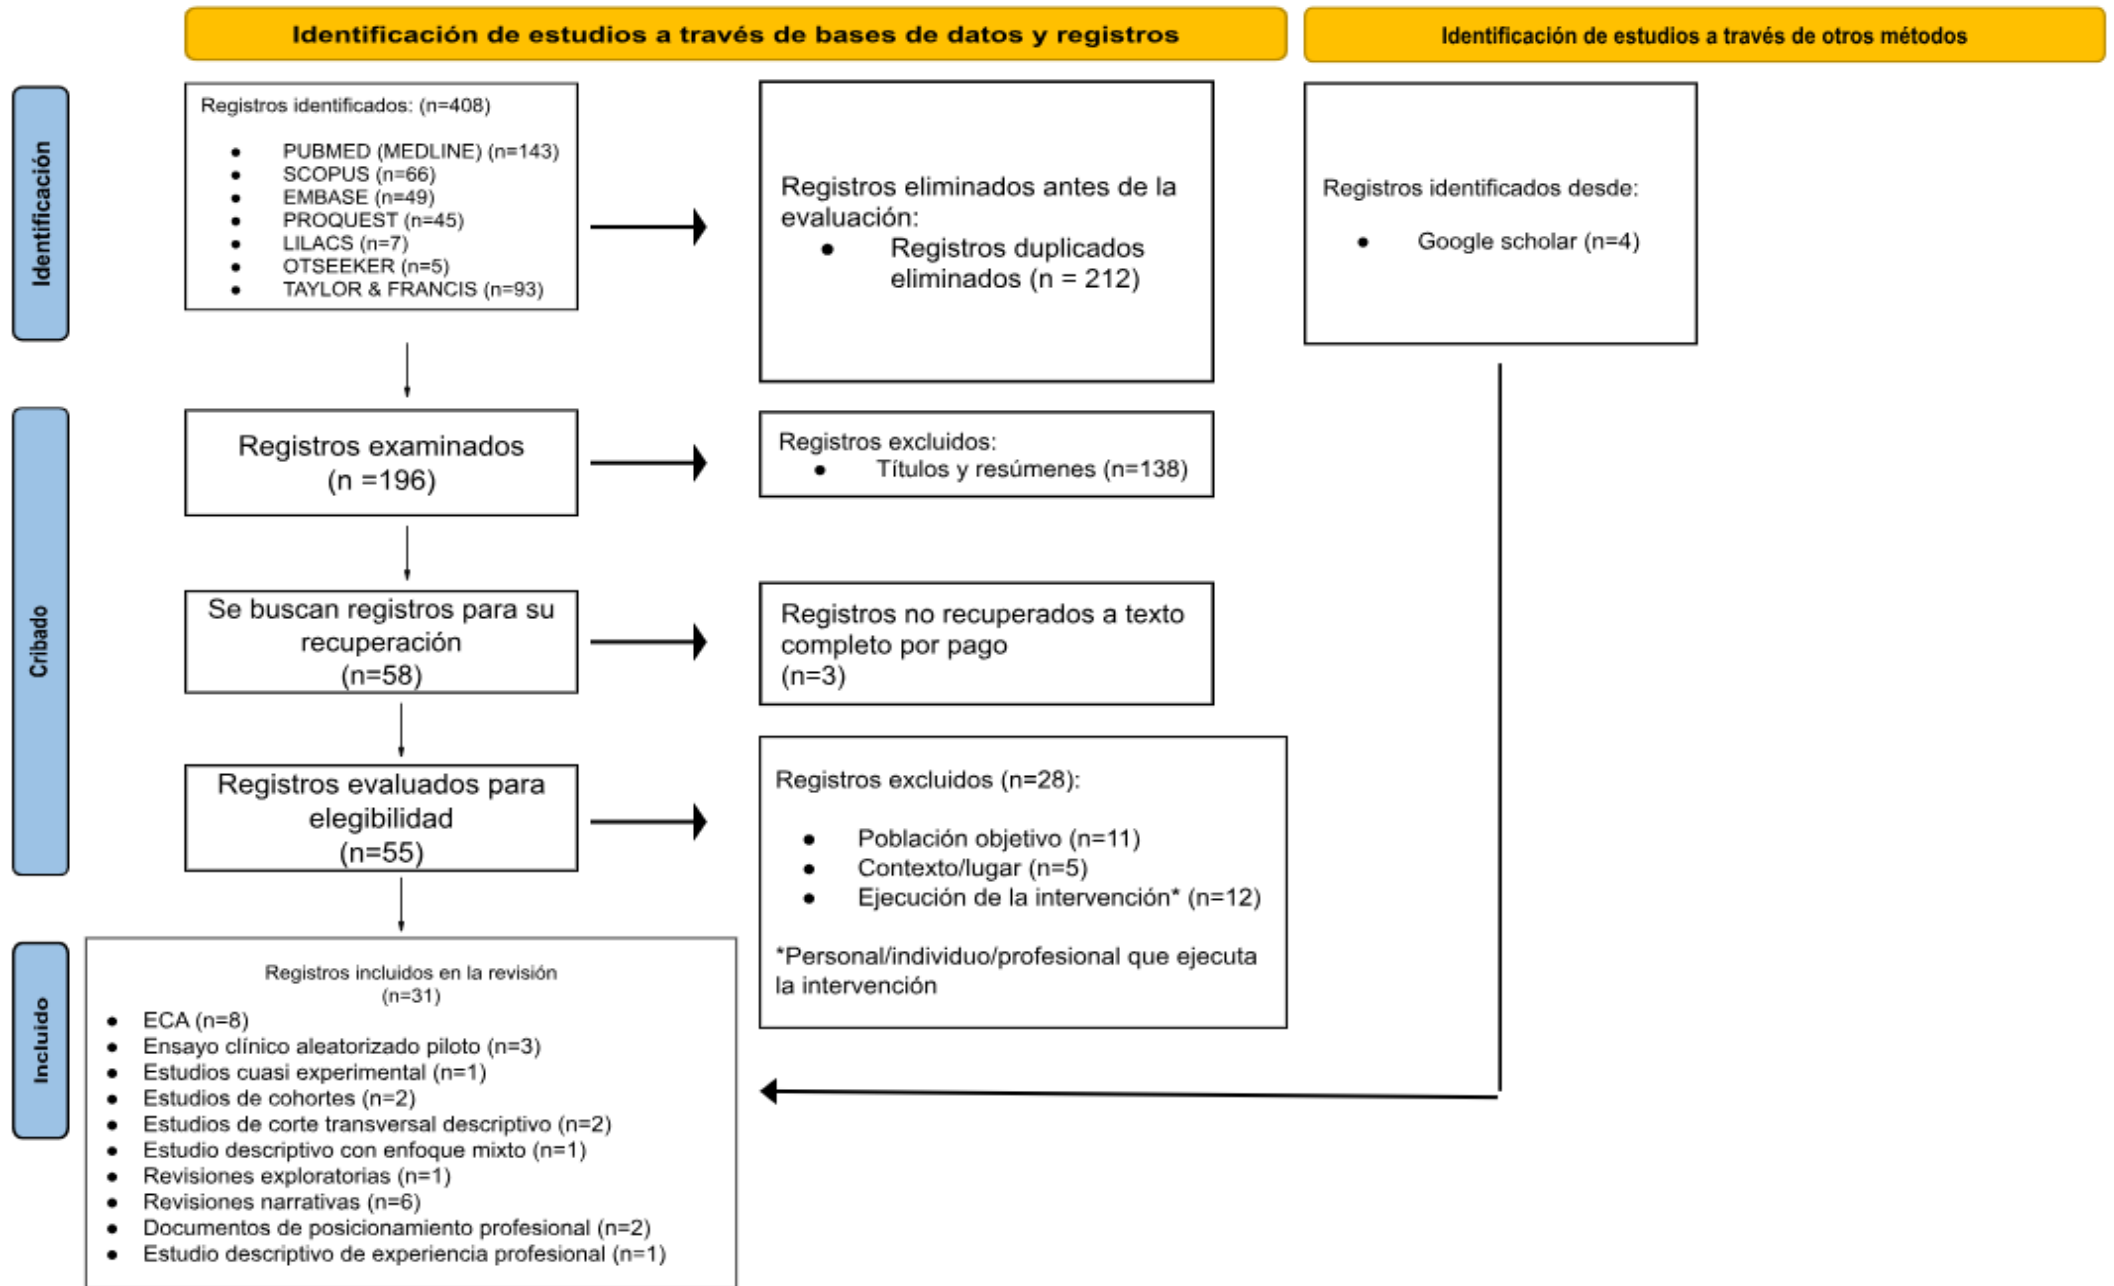 Identificación de estudios a través de bases de datos y registros
Identificación de estudios a través de otros métodos
Identificación
Registros identificados: (n=408)
● PUBMED (MEDLINE) (n=143)
● SCOPUS (n=66)
● EMBASE (n=49)
● PROQUEST (n=45)
● LILACS (n=7)
● OTSEEKER (n=5)
● TAYLOR & FRANCIS (n=93)
Registros eliminados antes de la
evaluación:
● Registros duplicados
eliminados (n = 212)
Registros identificados desde:
● Google scholar (n=4)
Cribado
Registros examinados
(n =196)
Registros excluidos:
● Títulos y resúmenes (n=138)
Se buscan registros para su
recuperación
(n=58)
Registros no recuperados a texto
completo por pago
(n=3)
Registros evaluados para
elegibilidad
(n=55)
Registros excluidos (n=28):
● Población objetivo (n=11)
● Contexto/lugar (n=5)
● Ejecución de la intervención* (n=12)
*Personal/individuo/profesional que ejecuta
la intervención
Incluido
Registros incluidos en la revisión
(n=31)
● ECA (n=8)
● Ensayo clínico aleatorizado piloto (n=3)
● Estudios cuasi experimental (n=1)
● Estudios de cohortes (n=2)
● Estudios de corte transversal descriptivo (n=2)
● Estudio descriptivo con enfoque mixto (n=1)
● Revisiones exploratorias (n=1)
● Revisiones narrativas (n=6)
● Documentos de posicionamiento profesional (n=2)
● Estudio descriptivo de experiencia profesional (n=1)